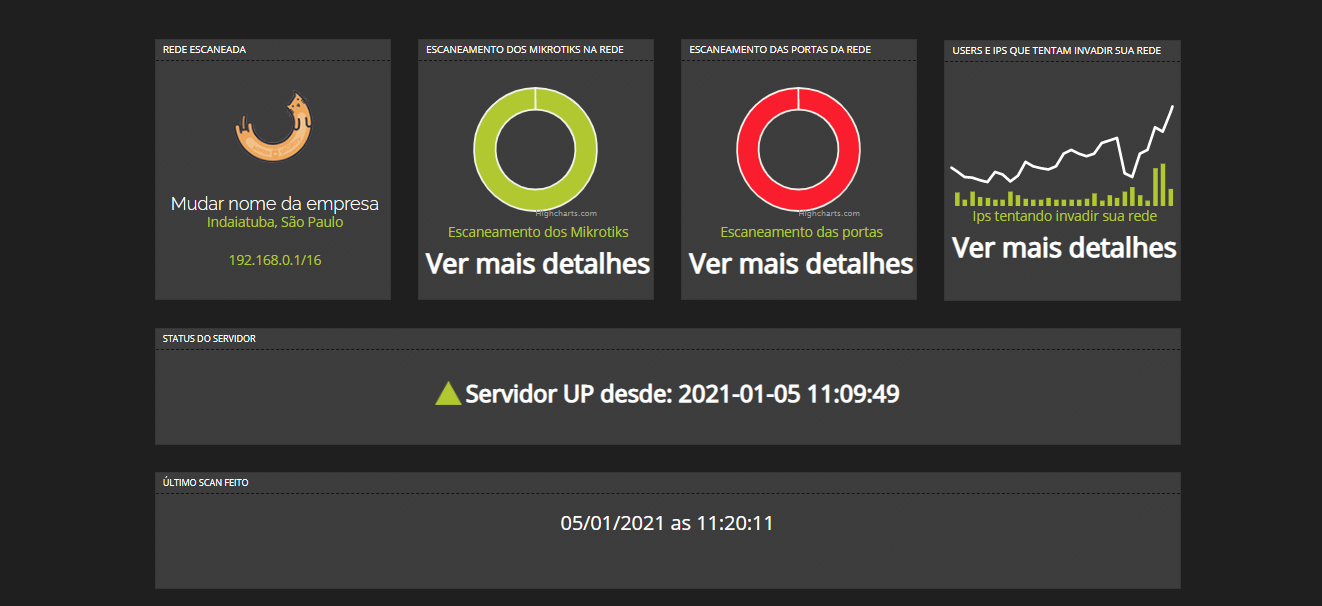 REDE ESCANEADA
Mudar nome da empresa
Indaiatuba, São Paulo
192.168.0.1/16
ESCANEAMENTO DOS MIKROTIKS NA REDE
Highcharts.com
Escaneamento dos Mikrotiks
Ver mais detalhes
ESCANEAMENTO DAS PORTAS DA REDE
Highcharts.com
Escaneamento das portas
Ver mais detalhes
USERS E IPS QUE TENTAM INVADIR SUA REDE
Ips tentando invadir sua rede
Ver mais detalhes
STATUS DO SERVIDOR
Servidor UP desde: 2021-01-05 11:09:49
ÚLTIMO SCAN FEITO
05/01/2021 as 11:20:11